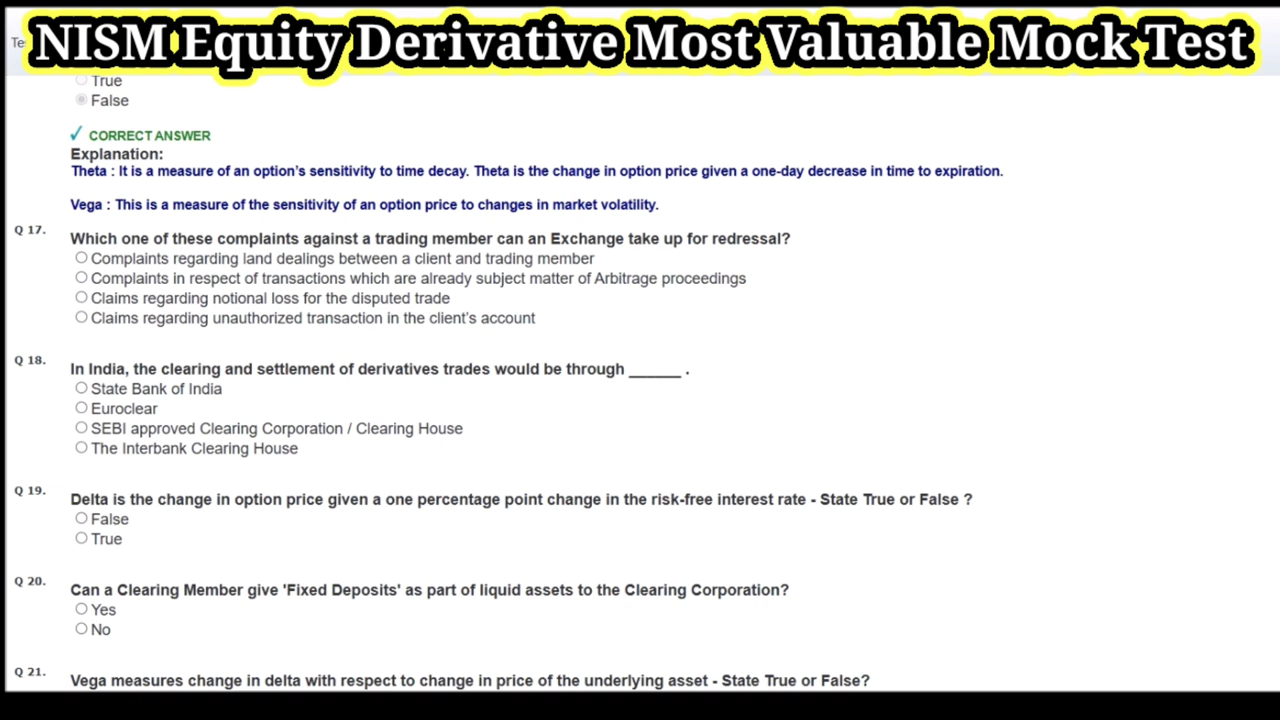 NISM Equity Derivative Most Valuable Mock Test
Te
True
False
✓ CORRECT ANSWER
Explanation:
Theta : It is a measure of an option's sensitivity to time decay. Theta is the change in option price given a one-day decrease in time to expiration.
Vega : This is a measure of the sensitivity of an option price to changes in market volatility.
Q 17.
Which one of these complaints against a trading member can an Exchange take up for redressal?
Complaints regarding land dealings between a client and trading member
Complaints in respect of transactions which are already subject matter of Arbitrage proceedings
Claims regarding notional loss for the disputed trade
Claims regarding unauthorized transaction in the client's account
Q 18.
In India, the clearing and settlement of derivatives trades would be through ______ .
State Bank of India
Euroclear
SEBI approved Clearing Corporation / Clearing House
The Interbank Clearing House
Q 19.
Delta is the change in option price given a one percentage point change in the risk-free interest rate - State True or False ?
False
True
Q 20.
Can a Clearing Member give 'Fixed Deposits' as part of liquid assets to the Clearing Corporation?
Yes
No
Q 21.
Vega measures change in delta with respect to change in price of the underlying asset - State True or False?